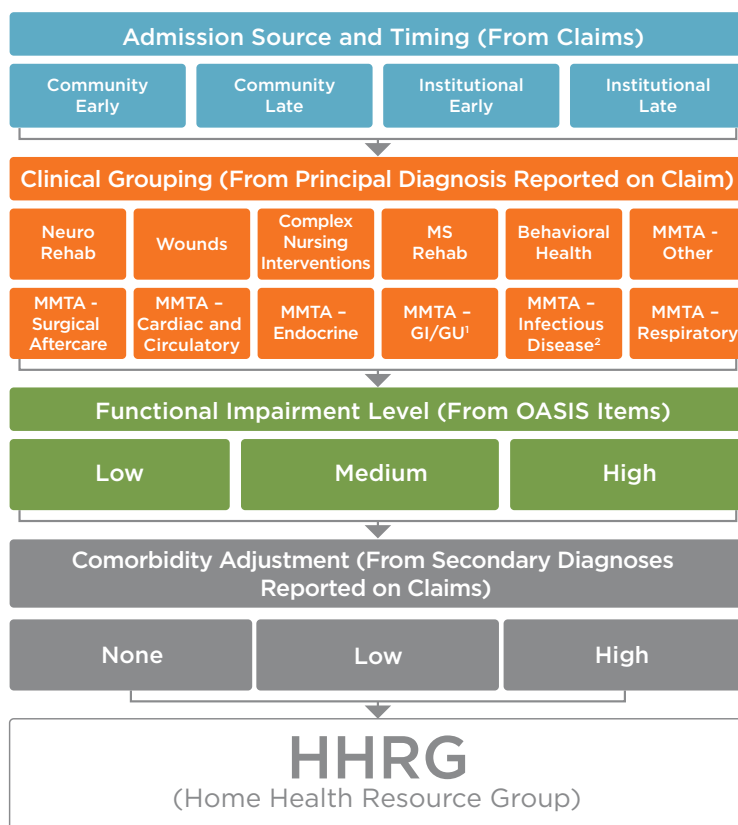 Admission Source and Timing (From Claims)
Community
Early
Community
Late
Institutional
Early
Institutional
Late
Clinical Grouping (From Principal Diagnosis Reported on Claim)
Neuro
Rehab
Wounds
Complex
Nursing
Interventions
MS
Rehab
Behavioral
Health
MMTA -
Other
MMTA -
Surgical
Aftercare
MMTA –
Cardiac and
Circulatory
MMTA –
Endocrine
MMTA –
GI/GU¹
MMTA –
Infectious
Disease²
MMTA –
Respiratory
Functional Impairment Level (From OASIS Items)
Low
Medium
High
Comorbidity Adjustment (From Secondary Diagnoses
Reported on Claims)
None
Low
High
HHRG
(Home Health Resource Group)